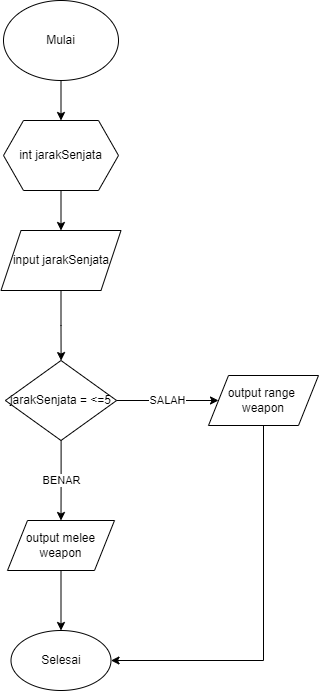 Mulai
int jarakSenjata
input jarakSenjata
jarakSenjata = <=5
SALAH
output range
weapon
BENAR
output melee
weapon
Selesai